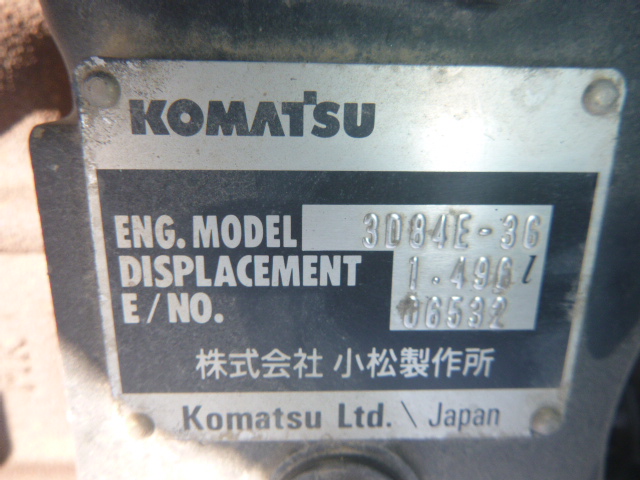 KOMATSU
ENG. MODEL 3D84E-3G
DISPLACEMENT 1.496 l
E / NO. 06532
株式会社 小松製作所
Komatsu Ltd. \ Japan